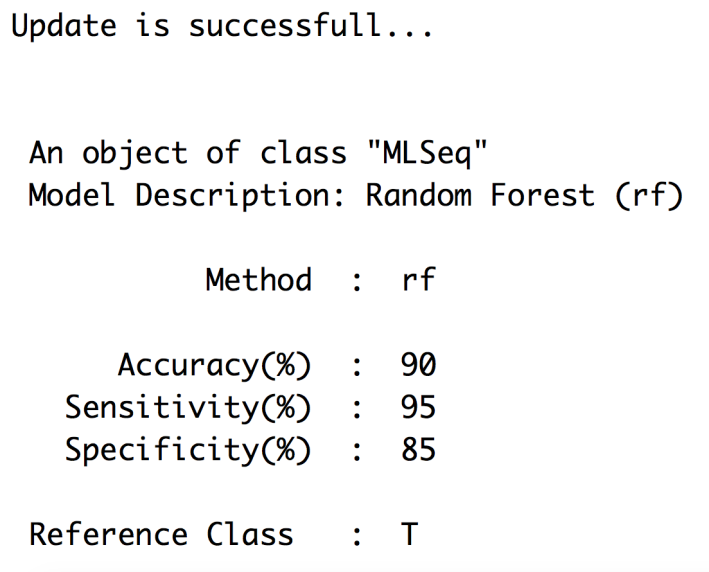 Update is successfull...
An object of class "MLSeq"
Model Description: Random Forest (rf)
Method : rf
Accuracy(%) : 90
Sensitivity(%) : 95
Specificity(%) : 85
Reference Class : T